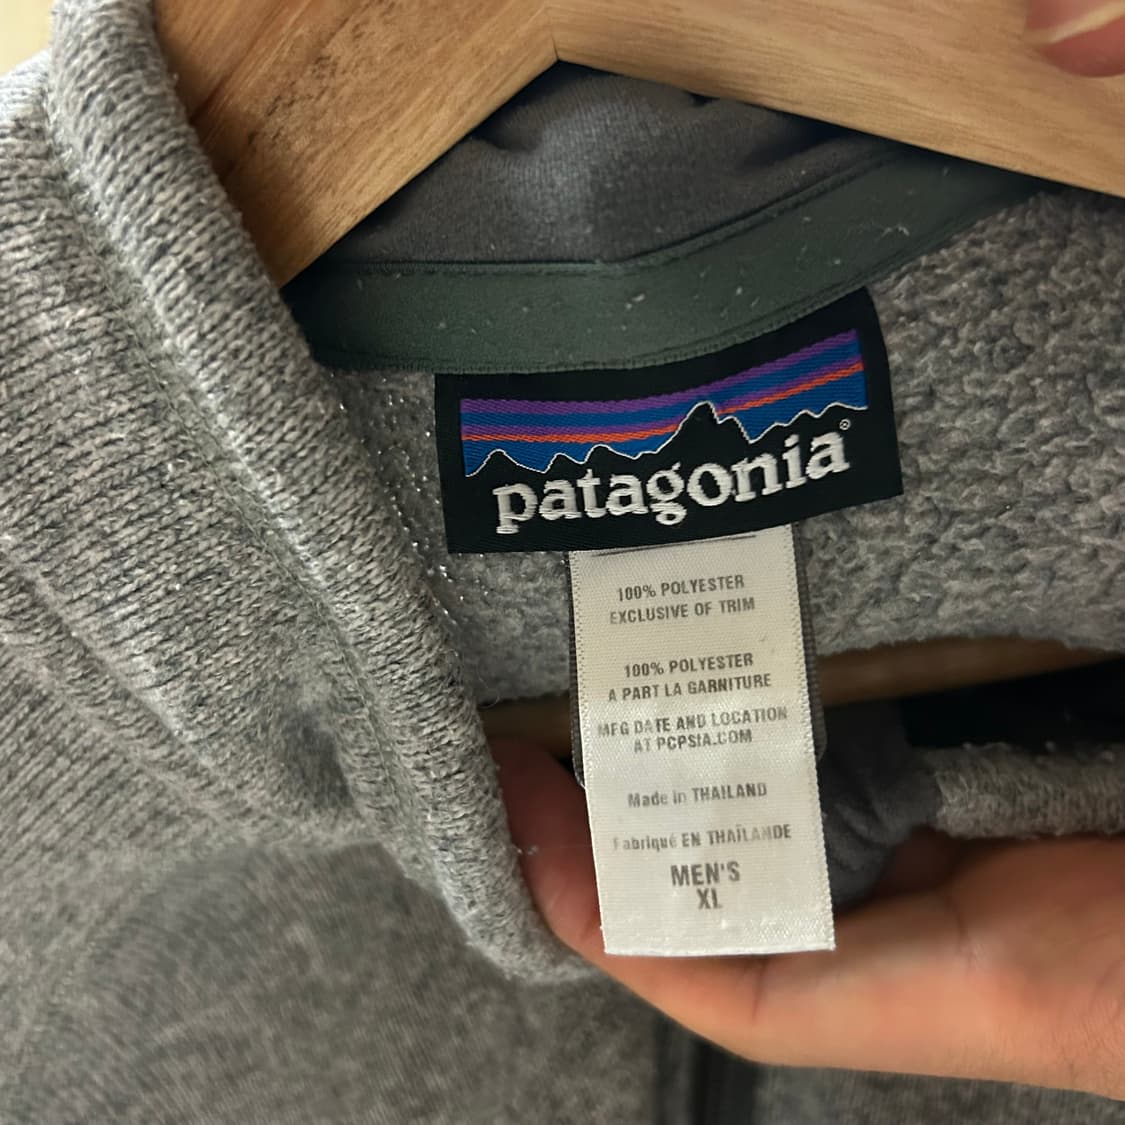 patagonia®
100% POLYESTER
EXCLUSIVE OF TRIM
100% POLYESTER
A PART LA GARNITURE
MFG DATE AND LOCATION
AT PCPSIA.COM
Made in THAILAND
Fabriqué EN THAÏLANDE
MEN'S
XL